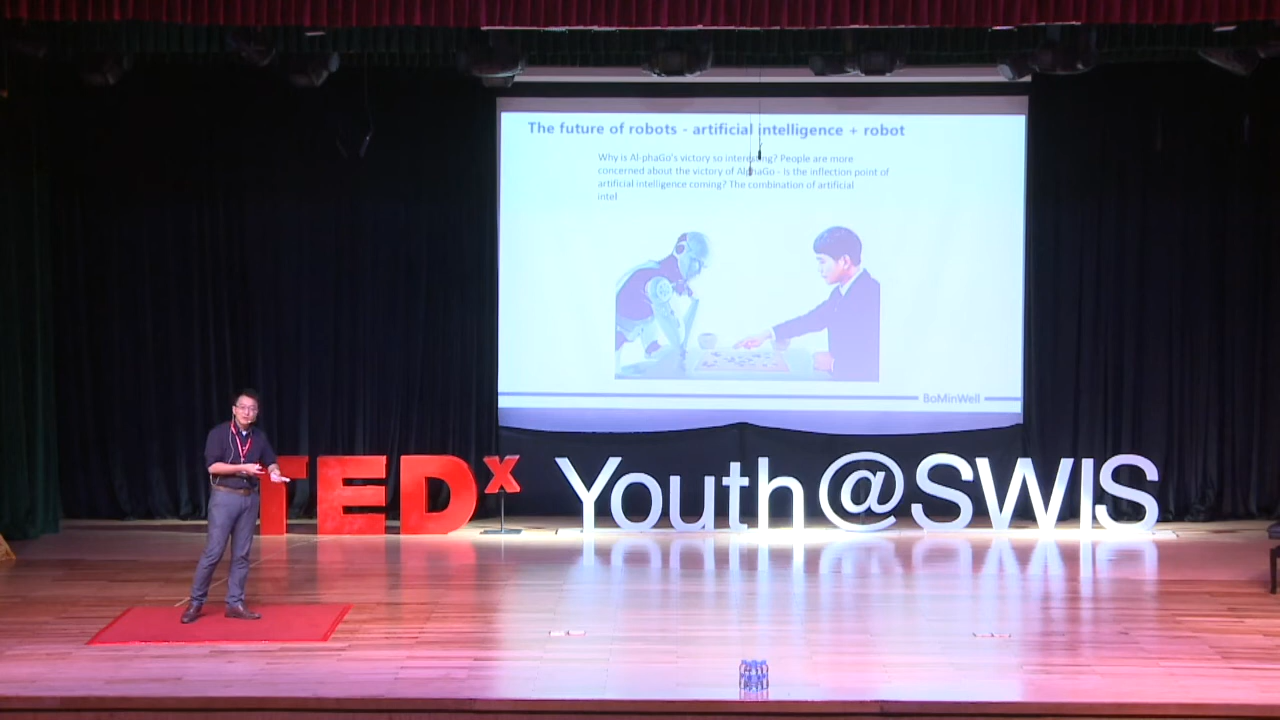 The future of robots - artificial intelligence + robot
Why is Al-phaGo's victory so interesting? People are more
concerned about the victory of AlphaGo - is the inflection point of
artificial intelligence coming? The combination of artificial
intel
BoMinWell
TEDx Youth@SWIS